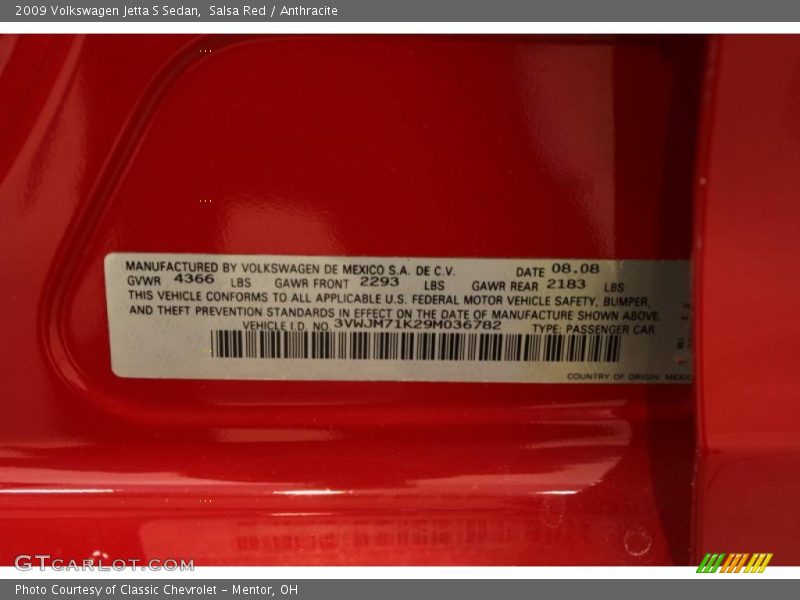 2009 Volkswagen Jetta S Sedan,  Salsa Red / Anthracite
MANUFACTURED BY VOLKSWAGEN DE MEXICO S.A. DE C.V. DATE 08.08
GVWR 4366 LBS GAWR FRONT 2293 LBS GAWR REAR 2183 LBS
THIS VEHICLE CONFORMS TO ALL APPLICABLE U.S. FEDERAL MOTOR VEHICLE SAFETY, BUMPER,
AND THEFT PREVENTION STANDARDS IN EFFECT ON THE DATE OF MANUFACTURE SHOWN ABOVE.
VEHICLE I.D. NO. 3VWJM71K29M036782 TYPE: PASSENGER CAR
COUNTRY OF ORIGIN: MEXIC
GTCARLOT.COM
Photo Courtesy of Classic Chevrolet – Mentor, OH